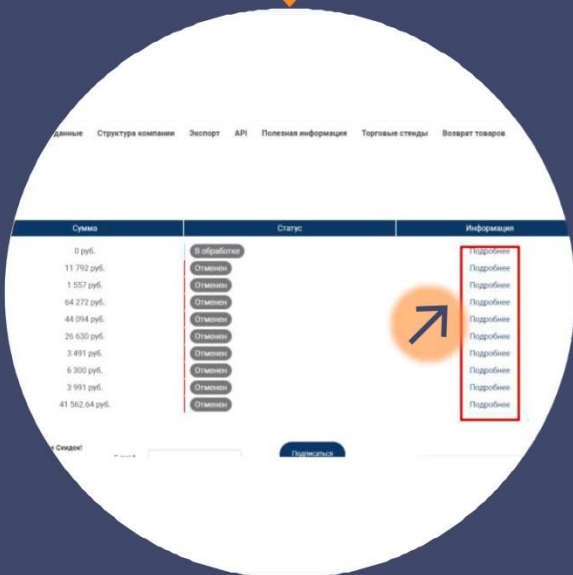 данные Структура компании Экспорт API Полезная информация Торговые стенды Возврат товаров
Сумма Статус Информация
0 руб. В обработке Подробнее
11 792 руб. Отменен Подробнее
1 557 руб. Отменен Подробнее
64 272 руб. Отменен Подробнее
44 094 руб. Отменен Подробнее
26 630 руб. Отменен Подробнее
3 491 руб. Отменен Подробнее
6 300 руб. Отменен Подробнее
3 991 руб. Отменен Подробнее
41 562.64 руб. Отменен Подробнее
и Скидок!
Подписаться